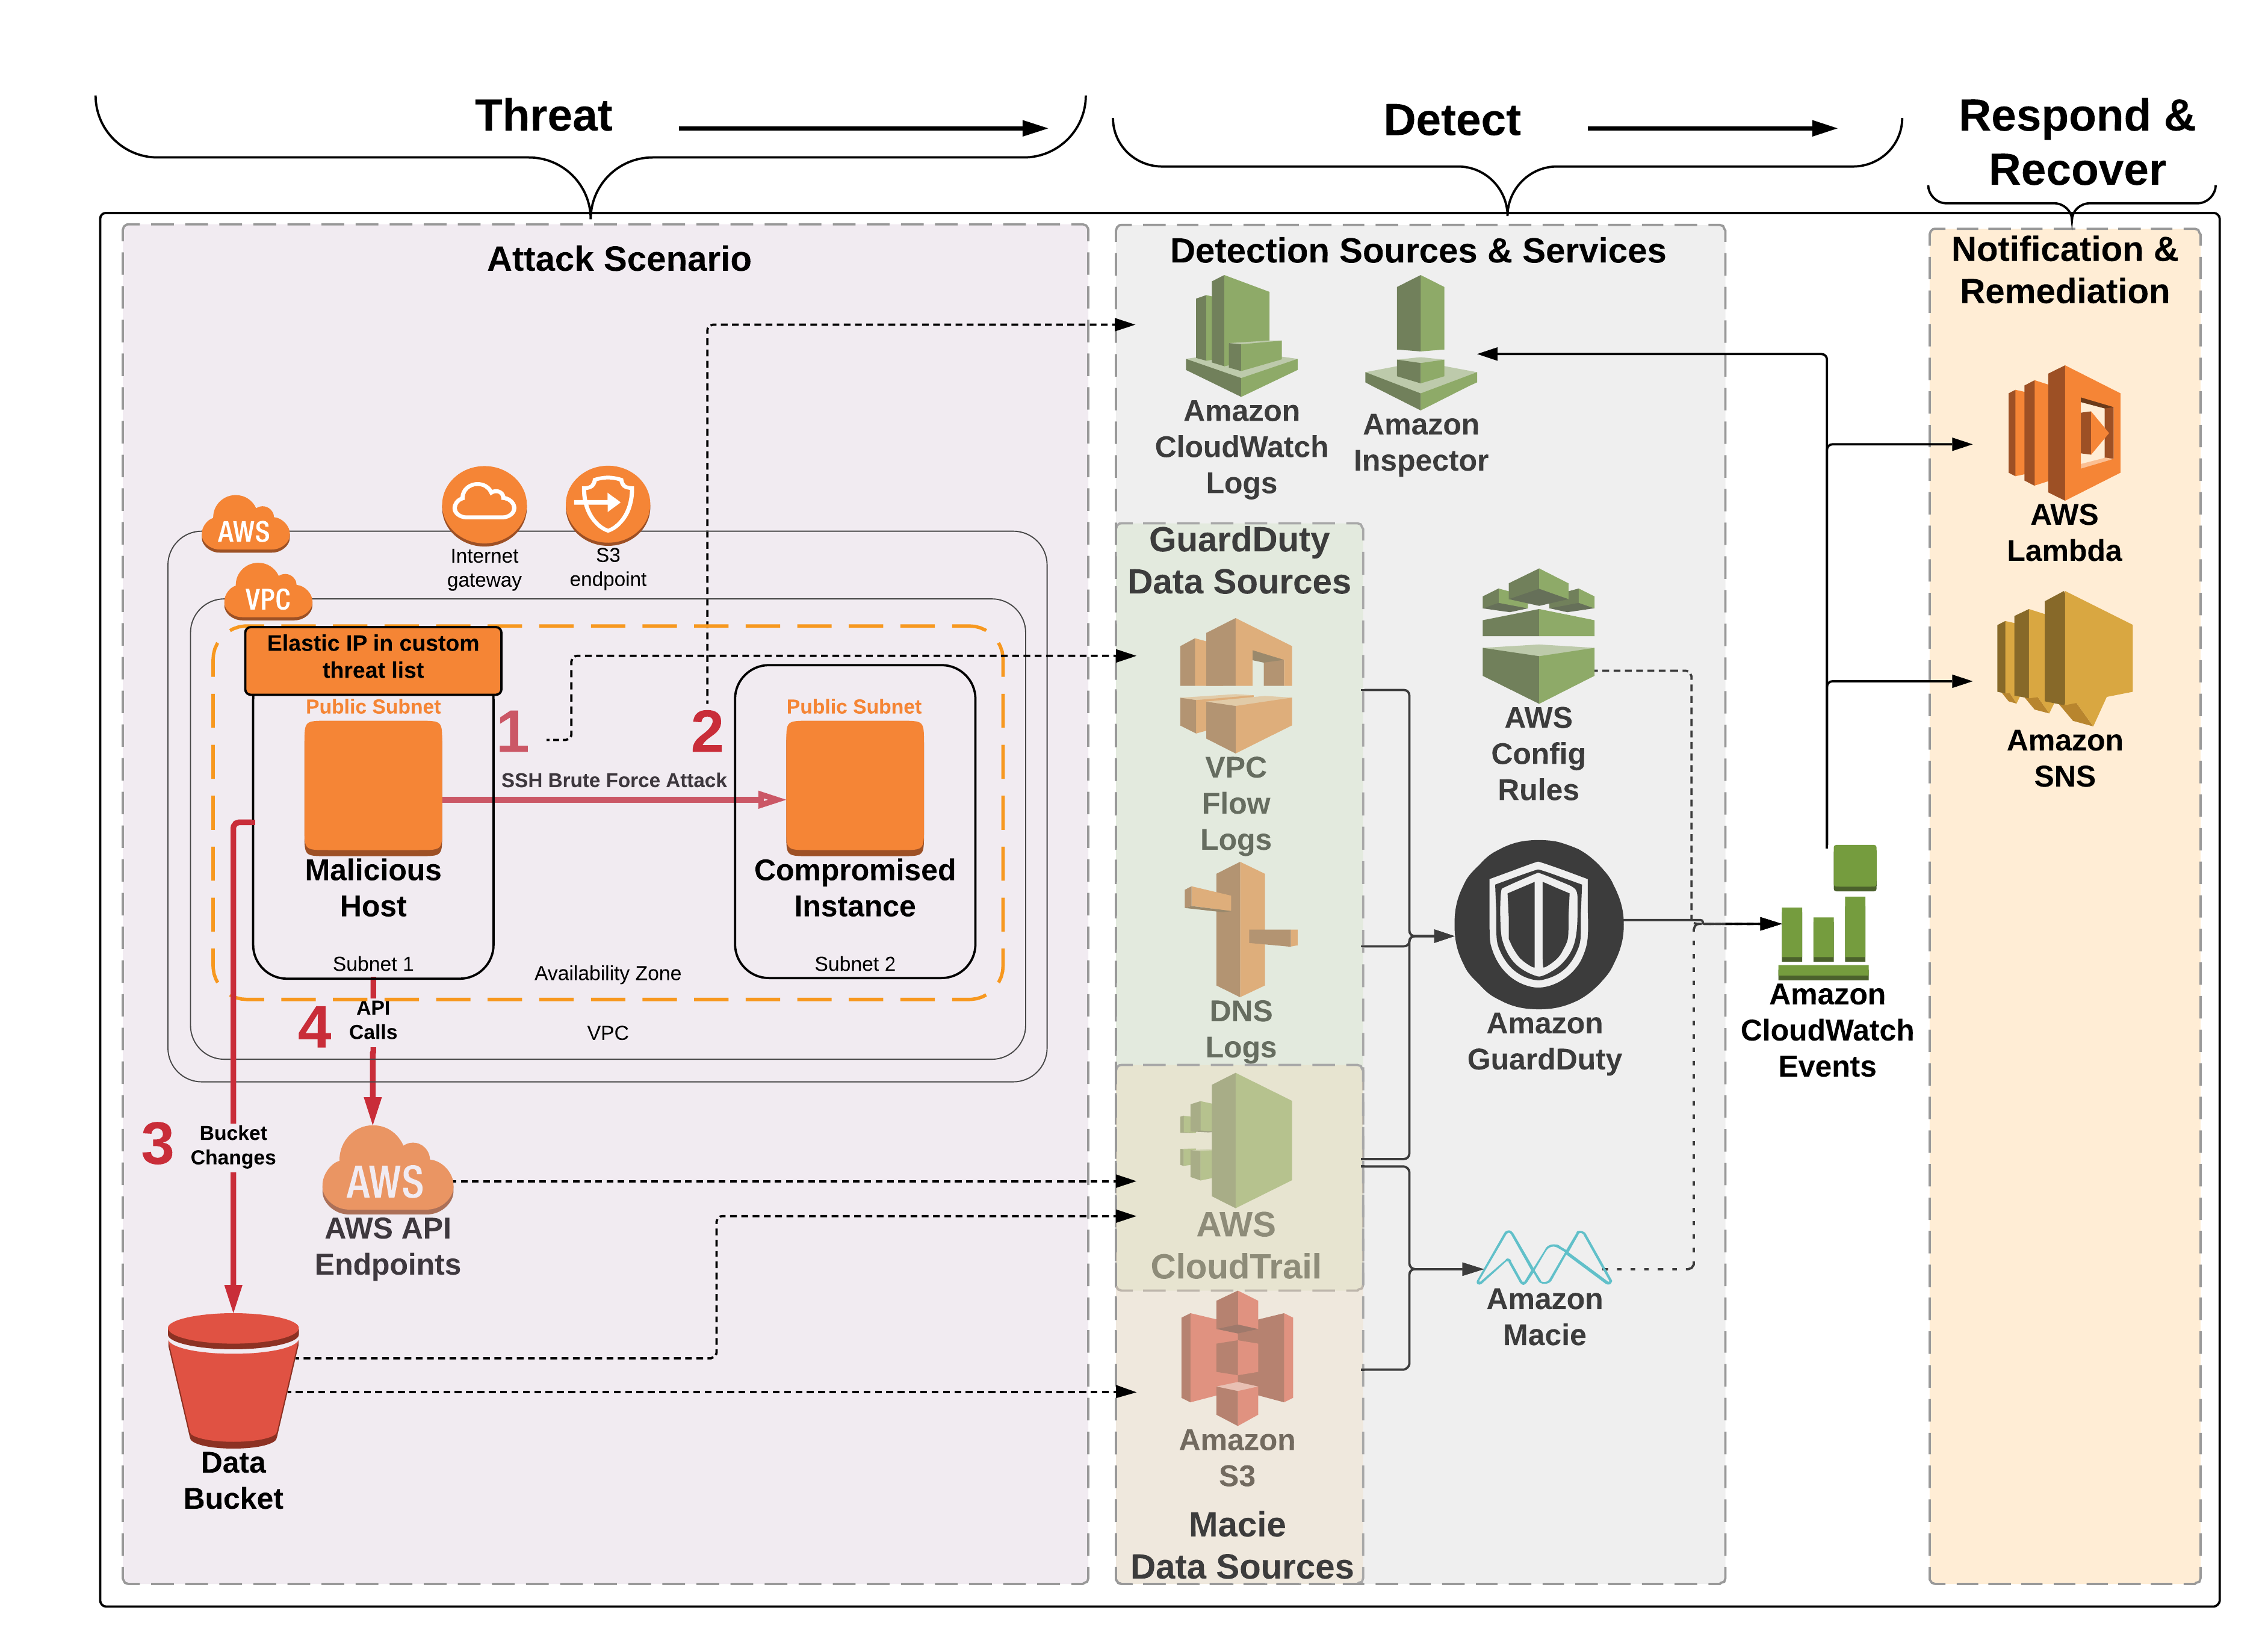 Threat
Detect
Respond &
Recover
Attack Scenario
Detection Sources & Services
Notification &
Remediation
Amazon
CloudWatch
Logs
Amazon
Inspector
AWS
Lambda
AWS
Internet
gateway
S3
endpoint
GuardDuty
Data Sources
VPC
Elastic IP in custom
threat list
Public Subnet
1
2
Public Subnet
SSH Brute Force Attack
Malicious
Host
Compromised
Instance
Subnet 1
Availability Zone
Subnet 2
4
API
Calls
VPC
VPC
Flow
Logs
AWS
Config
Rules
Amazon
SNS
DNS
Logs
Amazon
GuardDuty
Amazon
CloudWatch
Events
3
Bucket
Changes
AWS
AWS API
Endpoints
AWS
CloudTrail
Amazon
Macie
Data
Bucket
Amazon
S3
Macie
Data Sources